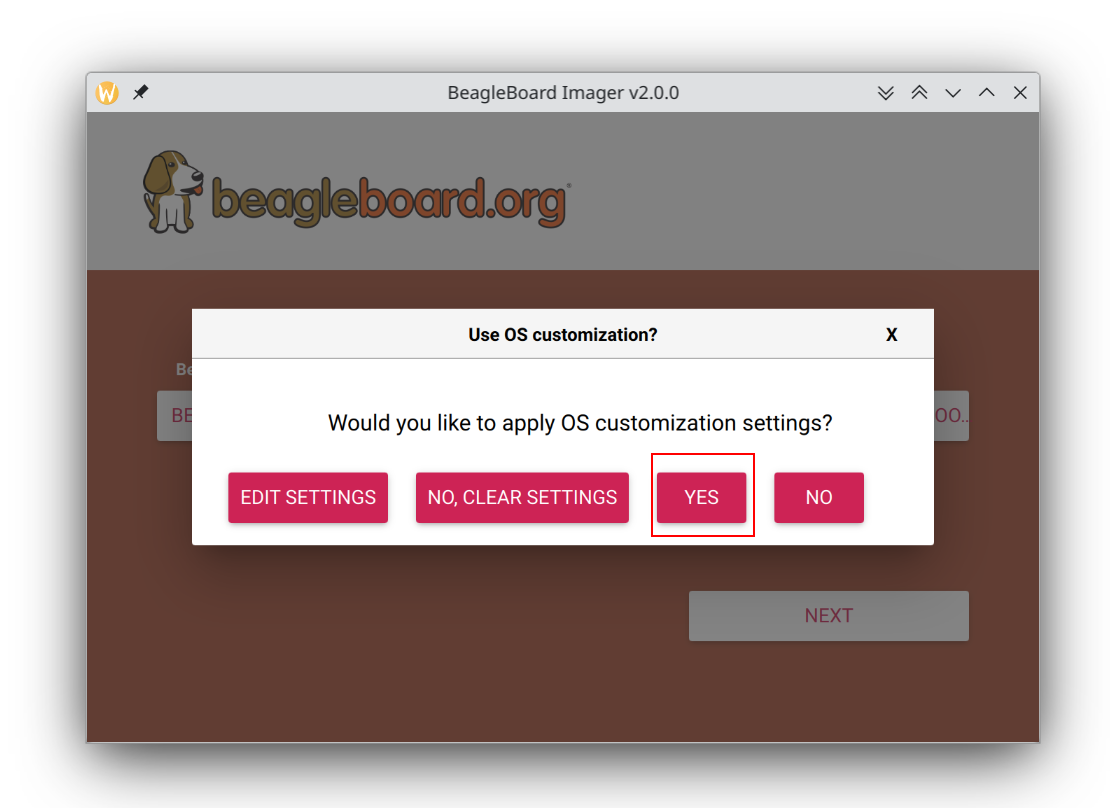 BeagleBoard Imager v2.0.0
beagleboard.org
Use OS customization?
X
Be
BE
OO..
Would you like to apply OS customization settings?
EDIT SETTINGS
NO, CLEAR SETTINGS
YES
NO
NEXT